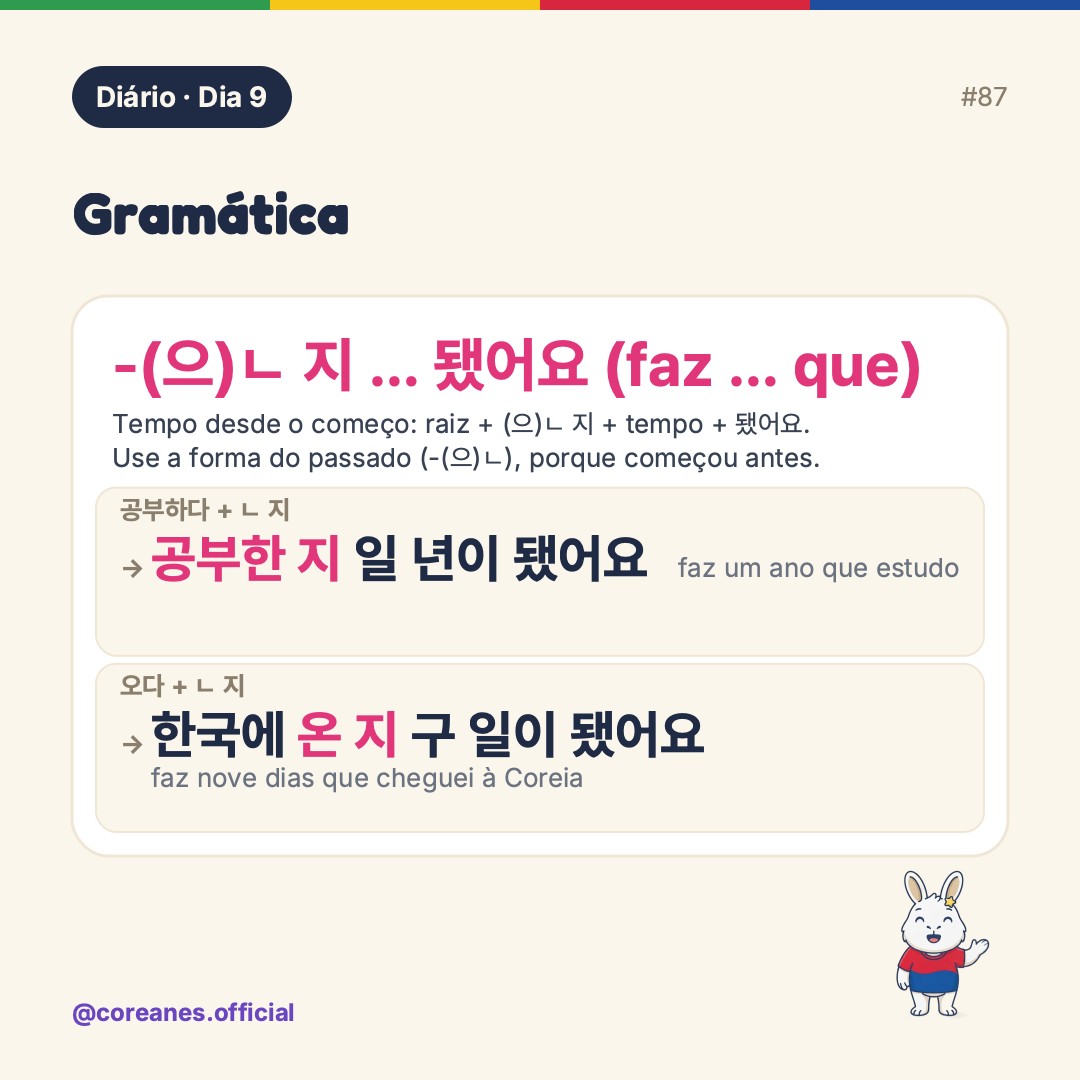 Diário · Dia 9
#87
Gramática
-(으)ㄴ 지 ... 됐어요 (faz ... que)
Tempo desde o começo: raiz + (으)ㄴ 지 + tempo + 됐어요.
Use a forma do passado (-(으)ㄴ), porque começou antes.
공부하다 + ㄴ 지
→ 공부한 지 일 년이 됐어요 faz um ano que estudo
오다 + ㄴ 지
→ 한국에 온 지 구 일이 됐어요
faz nove dias que cheguei à Coreia
@coreanes.official